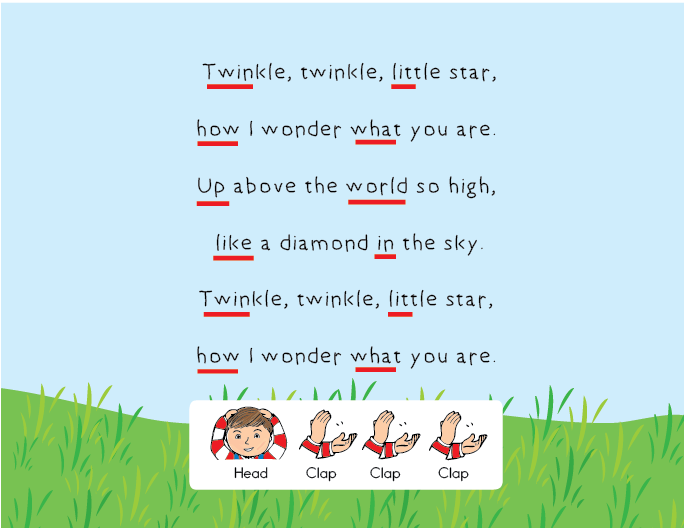 Twinkle, twinkle, little star,
how I wonder what you are.
Up above the world so high,
like a diamond in the sky.
Twinkle, twinkle, little star,
how I wonder what you are.
Head Clap Clap Clap